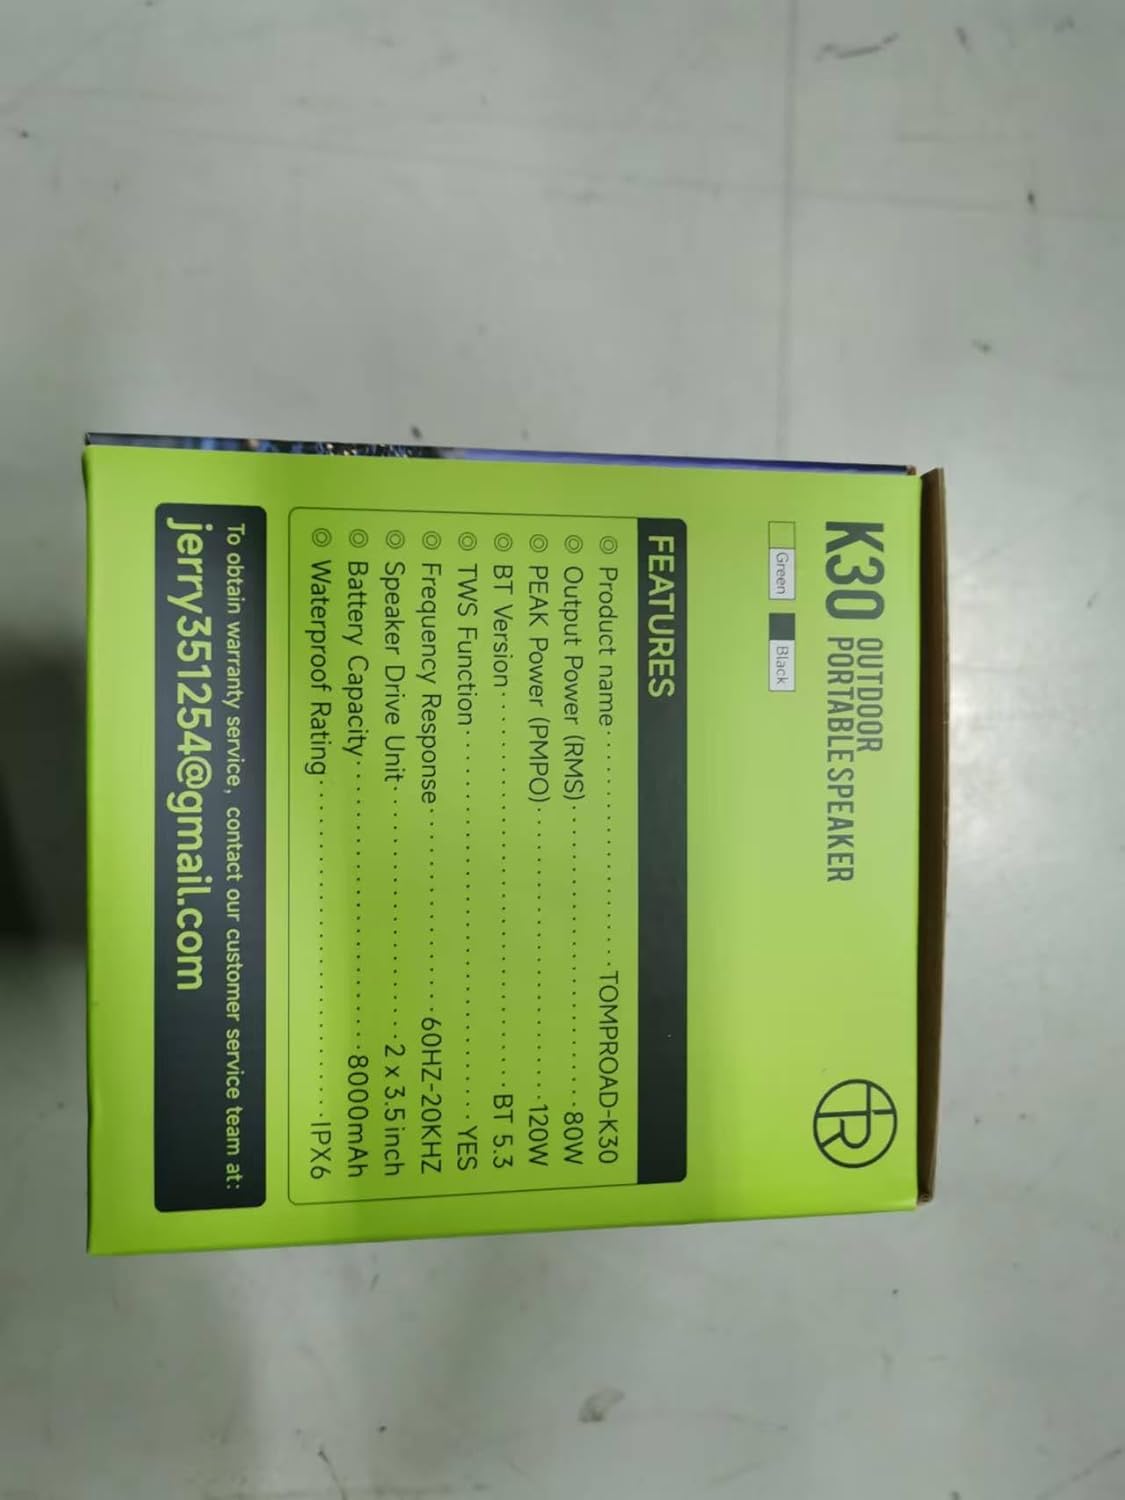 K30 OUTDOOR
PORTABLE SPEAKER
Green Black
FEATURES
◎ Product name····················TOMPROAD-K30
◎ Output Power (RMS)····················80W
◎ PEAK Power (PMPO)····················120W
◎ BT Version····················BT 5.3
◎ TWS Function····················YES
◎ Frequency Response····················60HZ-20KHZ
◎ Speaker Drive Unit····················2 x 3.5 inch
◎ Battery Capacity····················8000mAh
◎ Waterproof Rating····················IPX6
To obtain warranty service, contact our customer service team at:
jerry351254@gmail.com